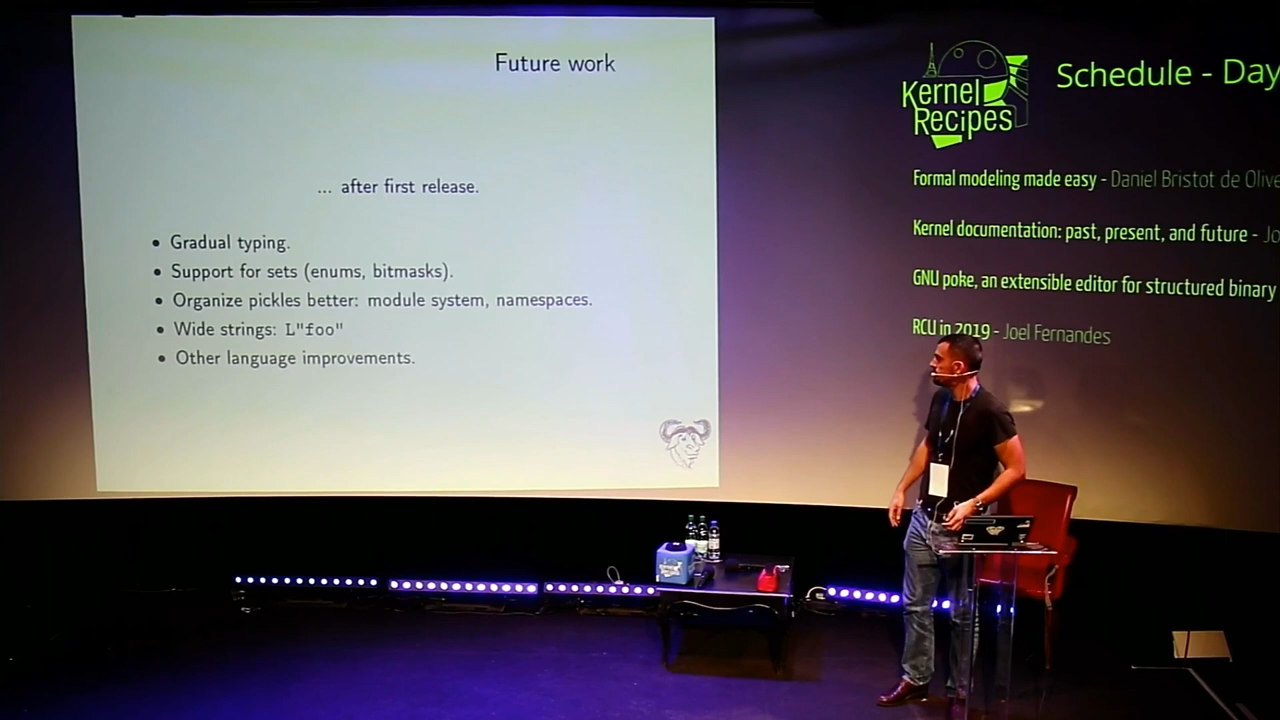 Future work
... after first release.
• Gradual typing.
• Support for sets (enums, bitmasks).
• Organize pickles better: module system, namespaces.
• Wide strings: L"foo"
• Other language improvements.
Kernel
Recipes
Schedule - Day
Formal modeling made easy - Daniel Bristot de Olive
Kernel documentation: past, present, and future - Jo
GNU poke, an extensible editor for structured binary
RCU in 2019 - Joel Fernandes